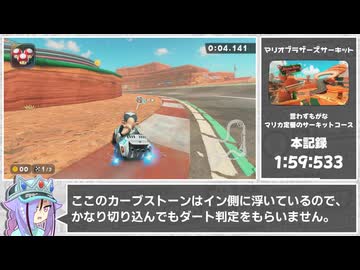 0:04.141
マリオブラザーズサーキット
言わずもがな
マリカ定番のサーキットコース
本記録
1:59:533
00
1/3
ここのカーブストーンはイン側に浮いているので、
かなり切り込んでもダート判定をもらいません。